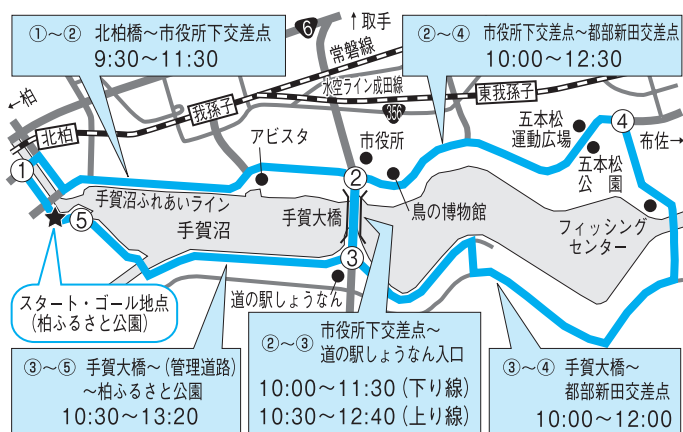 ①～② 北柏橋～市役所下交差点
9:30～11:30
6
↑取手
常磐線
②～④ 市役所下交差点～都部新田交差点
10:00～12:30
←柏
我孫子
水空ライン成田線
356
東我孫子
北柏
アビスタ
市役所
五本松
運動広場
④
布佐→
①
②
五本松
公園
手賀沼ふれあいライン
鳥の博物館
手賀大橋
手賀沼
⑤
フィッシング
センター
③
スタート・ゴール地点
(柏ふるさと公園)
道の駅しょうなん
③～⑤ 手賀大橋～(管理道路)
～柏ふるさと公園
10:30～13:20
②～③ 市役所下交差点～
道の駅しょうなん入口
10:00～11:30(下り線)
10:30～12:40(上り線)
③～④ 手賀大橋～
都部新田交差点
10:00～12:00